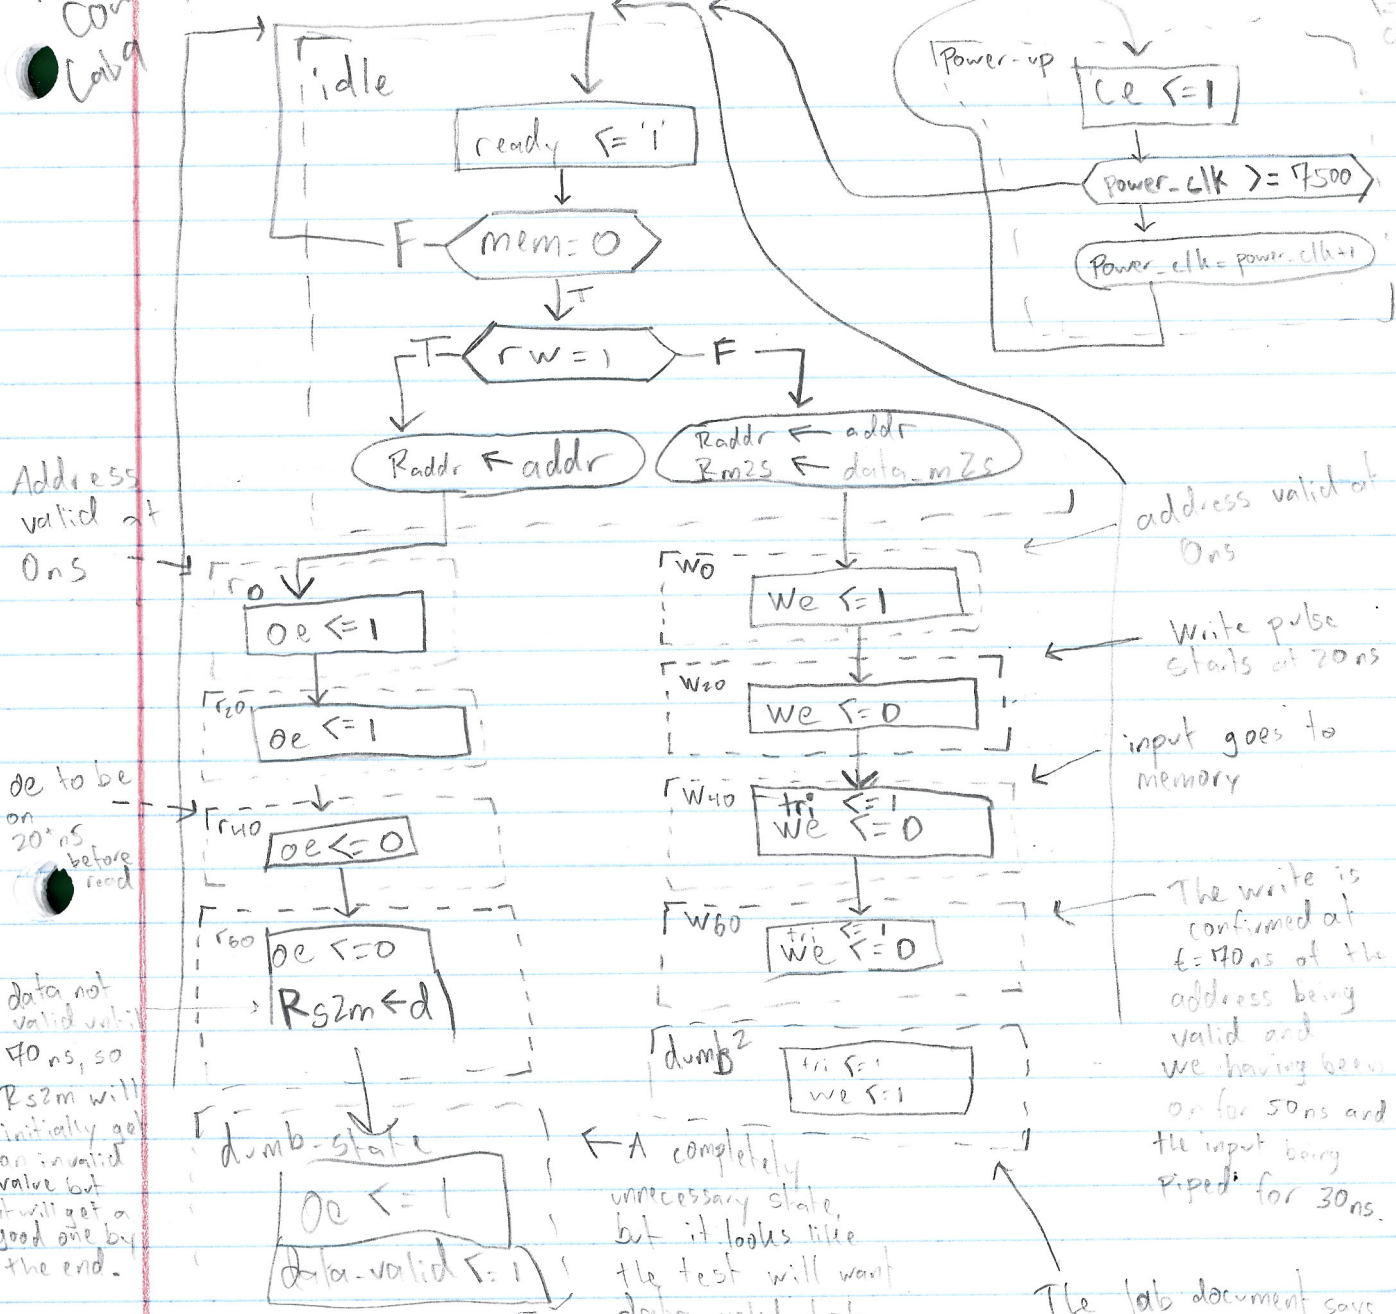 Lab9
idle
ready <= '1'
mem=0
F
T
rw=1
T
F
Raddr ← addr
Raddr ← addr
Rm2s ← data_m2s
Power-up
ce <=1
power_clk >= 7500
Power_clk=power_clk+1
Address
valid at
0ns
r0
oe <=1
r20
oe <=1
oe to be
on
20ns
before
read
r40
oe<=0
r60
oe <=0
Rs2m←d
data not
valid until
70ns, so
Rs2m will
initially get
an invalid
value but
it will get a
good one by
the end.
dumb-state
oe <= 1
data-valid <=1
w0
we <=1
address valid at
0ns
w20
we <=0
Write pulse
starts at 20ns
w40
tri <=1
we <=0
input goes to
memory
w60
tri <=1
we <=0
The write is
confirmed at
t=70ns of the
address being
valid and
we having been
on for 50ns and
the input being
piped for 30ns.
dumb2
tri <=1
we <=1
←A completely
unnecessary state,
but it looks like
the test will want
The lab document says